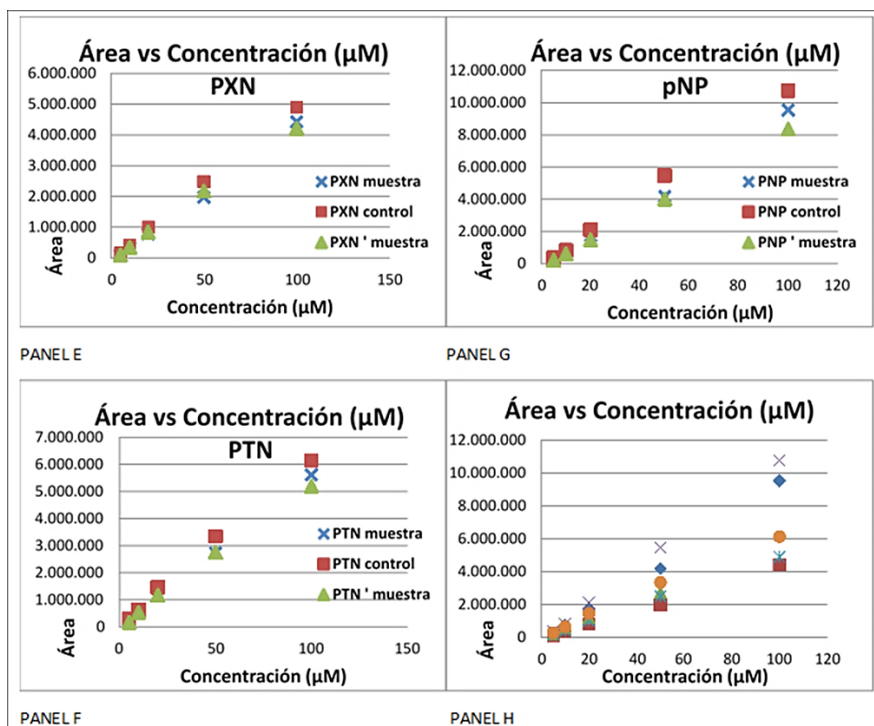 Área vs Concentración (µM)
PXN
6.000.000
5.000.000
4.000.000
3.000.000
2.000.000
1.000.000
0
Área
0
50
100
150
Concentración (µM)
PXN muestra
PXN control
PXN ' muestra
PANEL E
Área vs Concentración (µM)
pNP
12.000.000
10.000.000
8.000.000
6.000.000
4.000.000
2.000.000
0
Área
0 20 40 60 80 100 120
Concentración (µM)
PNP muestra
PNP control
PNP ' muestra
PANEL G
Área vs Concentración (µM)
PTN
7.000.000
6.000.000
5.000.000
4.000.000
3.000.000
2.000.000
1.000.000
0
Área
0 50 100 150
Concentración (µM)
PTN muestra
PTN control
PTN ' muestra
PANEL F
Área vs Concentración (µM)
12.000.000
10.000.000
8.000.000
6.000.000
4.000.000
2.000.000
0
Área
0 20 40 60 80 100 120
Concentración (µM)
PANEL H